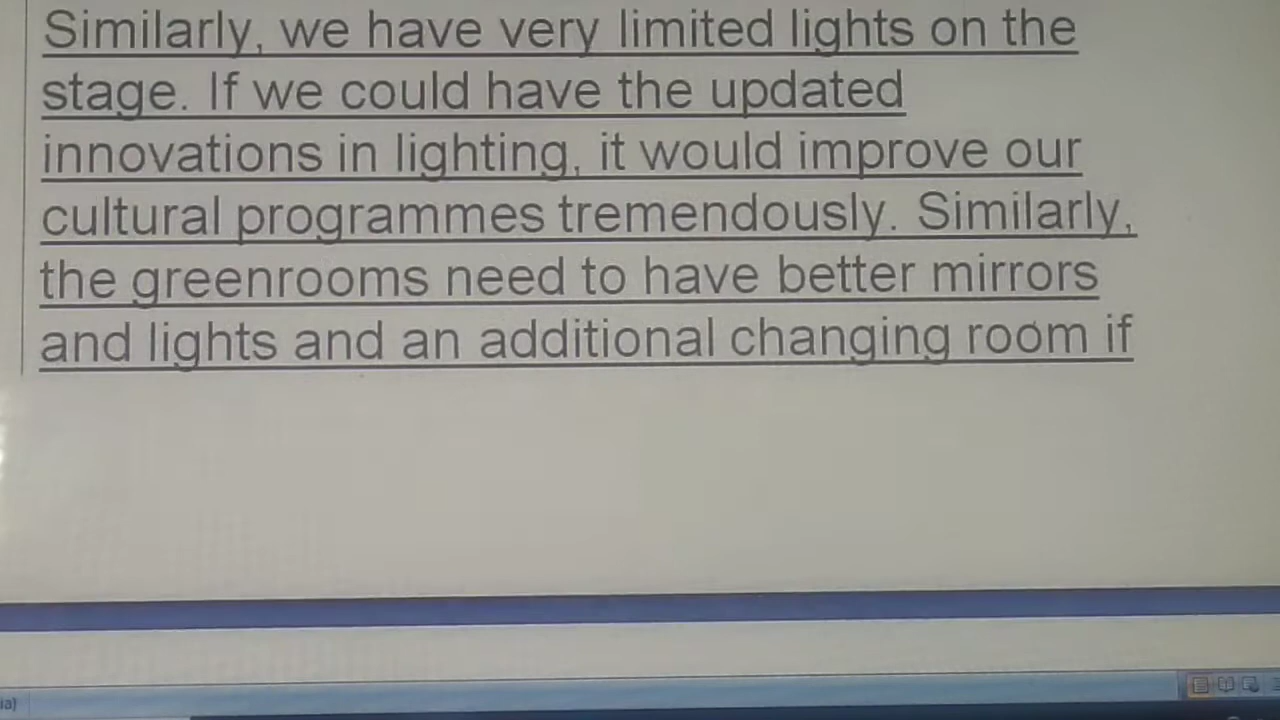 Similarly, we have very limited lights on the
stage. If we could have the updated
innovations in lighting, it would improve our
cultural programmes tremendously. Similarly,
the greenrooms need to have better mirrors
and lights and an additional changing room if
ia)